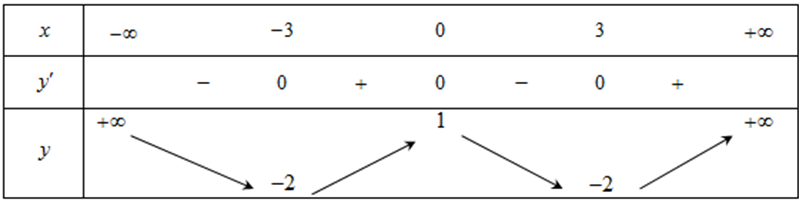 x −∞ −3 0 3 +∞
y′ − 0 + 0 − 0 +
+∞ 1 +∞
y
−2 −2